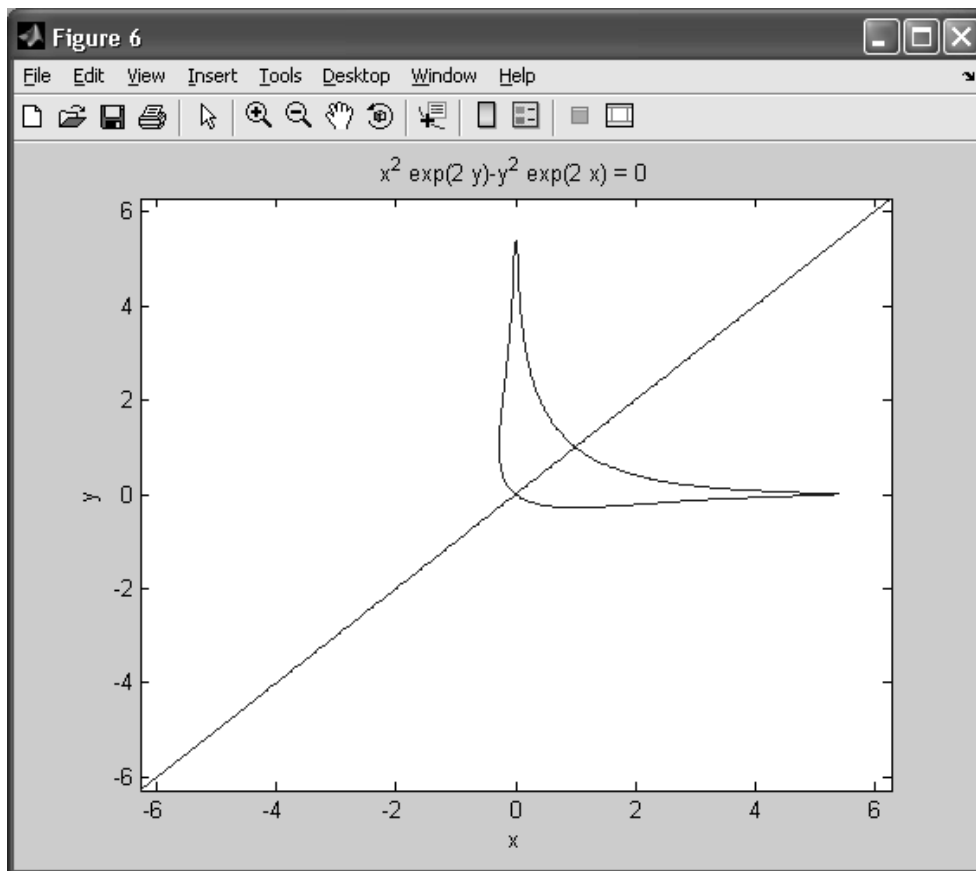 Figure 6
File Edit View Insert Tools Desktop Window Help
x² exp(2 y)-y² exp(2 x) = 0
6
4
2
0
-2
-4
-6
y
-6 -4 -2 0 2 4 6
x